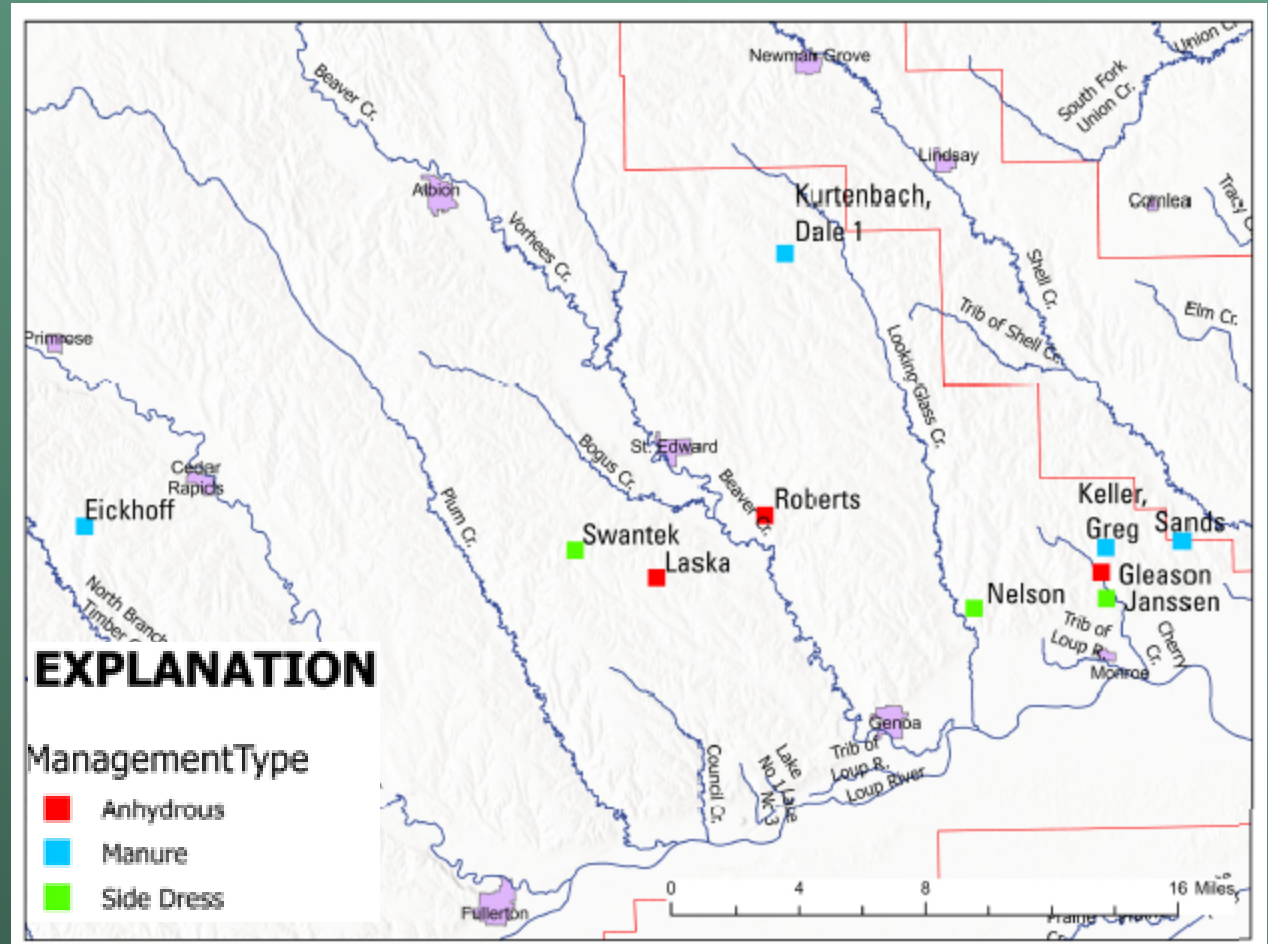 Newman Grove
Union Cr.
South Fork
Union Cr.
Beaver Cr.
Lindsay
Albion
Kurtenbach,
Dale 1
Cornlea
Vorhees Cr.
Shell Cr.
Elm Cr.
Trib of Shell Cr.
Primrose
Looking Glass Cr.
St. Edward
Bogus Cr.
Cedar
Rapids
Plum Cr.
Beaver Cr.
Roberts
Keller,
Greg
Sands
Eickhoff
Swantek
Laska
Gleason
Nelson
Janssen
North Branch
Timber
Trib of
Loup R.
Cherry
Cr.
Monroe
EXPLANATION
Genoa
Trib of
Loup R.
Loup River
Lake
No 1 Lake
No 3
Council Cr.
ManagementType
Anhydrous
Manure
Side Dress
Fullerton
0 4 8 16 Miles
Prairie
Cr.